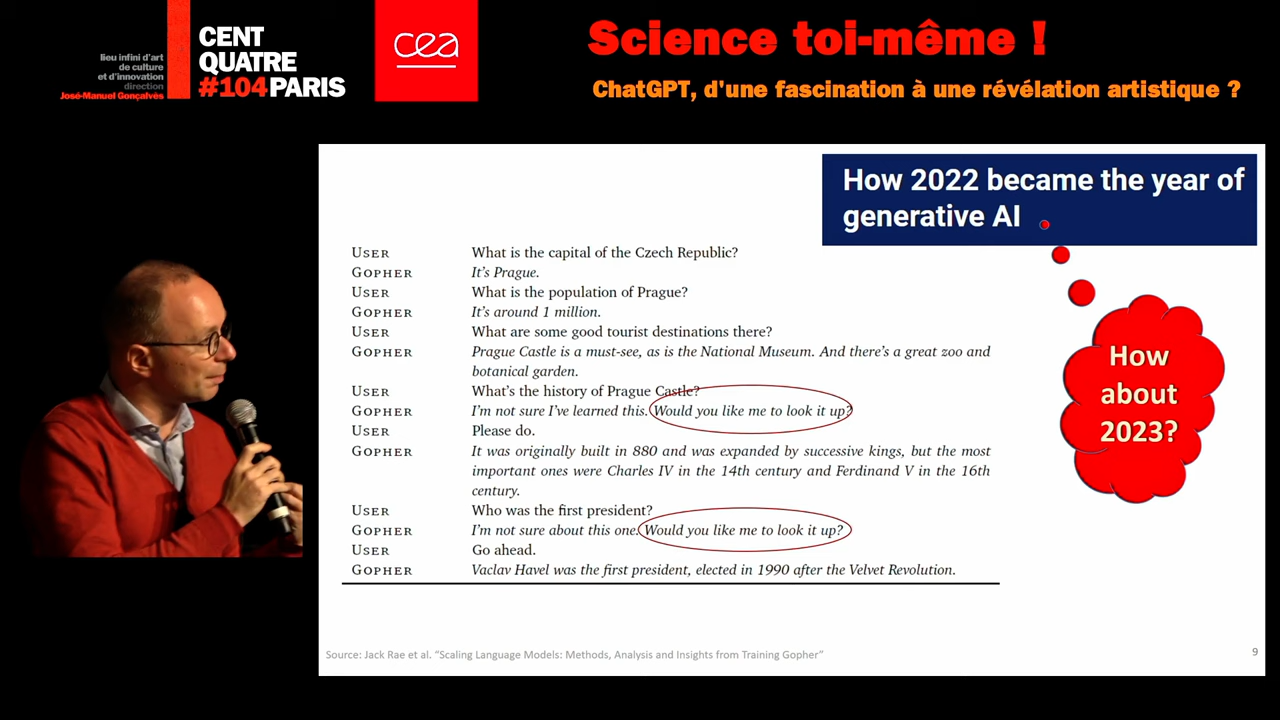 lieu infini d'art
de culture
et d'innovation
direction
José-Manuel Gonçalvès
CENT
QUATRE
#104PARIS
cea
Science toi-même !
ChatGPT, d'une fascination à une révélation artistique ?
How 2022 became the year of
generative AI
How
about
2023?
USER What is the capital of the Czech Republic?
GOPHER It's Prague.
USER What is the population of Prague?
GOPHER It's around 1 million.
USER What are some good tourist destinations there?
GOPHER Prague Castle is a must-see, as is the National Museum. And there's a great zoo and
botanical garden.
USER What's the history of Prague Castle?
GOPHER I'm not sure I've learned this. Would you like me to look it up?
USER Please do.
GOPHER It was originally built in 880 and was expanded by successive kings, but the most
important ones were Charles IV in the 14th century and Ferdinand V in the 16th
century.
USER Who was the first president?
GOPHER I'm not sure about this one. Would you like me to look it up?
USER Go ahead.
GOPHER Vaclav Havel was the first president, elected in 1990 after the Velvet Revolution.
Source: Jack Rae et al. "Scaling Language Models: Methods, Analysis and Insights from Training Gopher"
9